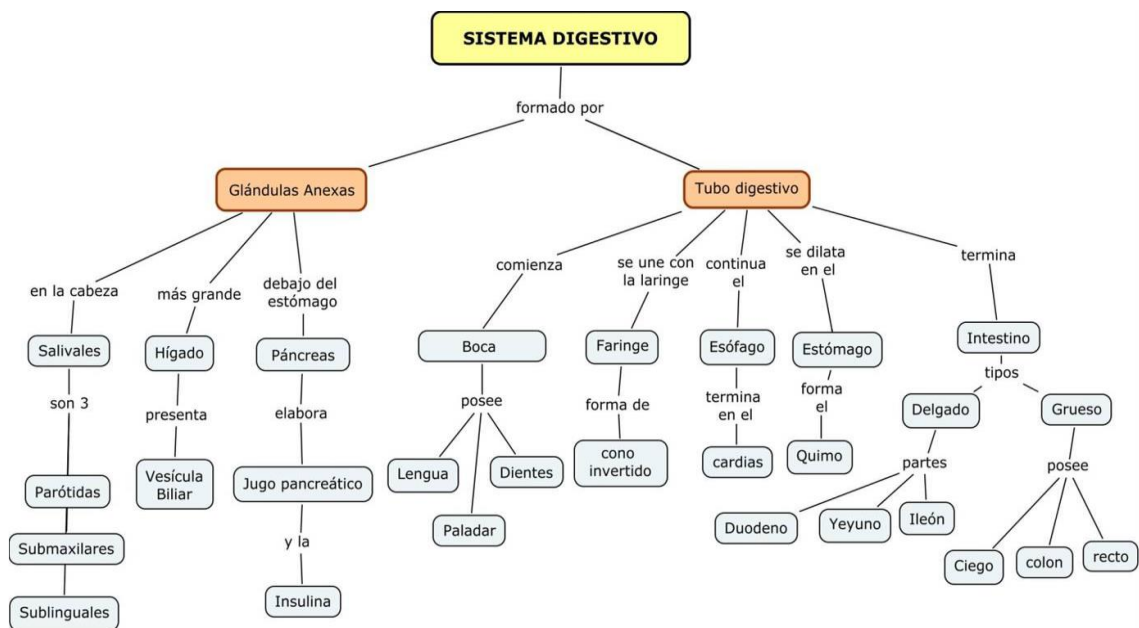 SISTEMA DIGESTIVO
formado por
Glándulas Anexas
Tubo digestivo
en la cabeza
más grande
debajo del
estómago
comienza
se une con
la laringe
continua
el
se dilata
en el
termina
Salivales
Hígado
Páncreas
Boca
Faringe
Esófago
Estómago
Intestino
son 3
presenta
elabora
posee
forma de
termina
en el
forma
el
tipos
Delgado
Grueso
Parótidas
Submaxilares
Sublinguales
Vesícula
Biliar
Jugo pancreático
y la
Insulina
Lengua
Paladar
Dientes
cono
invertido
cardias
Quimo
partes
Duodeno
Yeyuno
Ileón
posee
Ciego
colon
recto